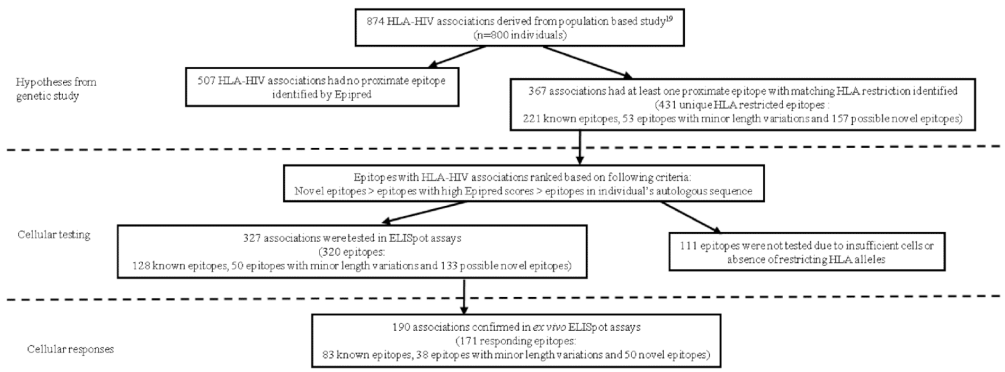 874 HLA-HIV associations derived from population based study19
(n=800 individuals)
Hypotheses from
genetic study
507 HLA-HIV associations had no proximate epitope
identified by Epipred
367 associations had at least one proximate epitope with matching HLA restriction identified
(431 unique HLA restricted epitopes :
221 known epitopes, 53 epitopes with minor length variations and 157 possible novel epitopes)
Epitopes with HLA-HIV associations ranked based on following criteria:
Novel epitopes > epitopes with high Epipred scores > epitopes in individual's autologous sequence
Cellular testing
327 associations were tested in ELISpot assays
(320 epitopes:
128 known epitopes, 50 epitopes with minor length variations and 133 possible novel epitopes)
111 epitopes were not tested due to insufficient cells or
absence of restricting HLA alleles
Cellular responses
190 associations confirmed in ex vivo ELISpot assays
(171 responding epitopes:
83 known epitopes, 38 epitopes with minor length variations and 50 novel epitopes)